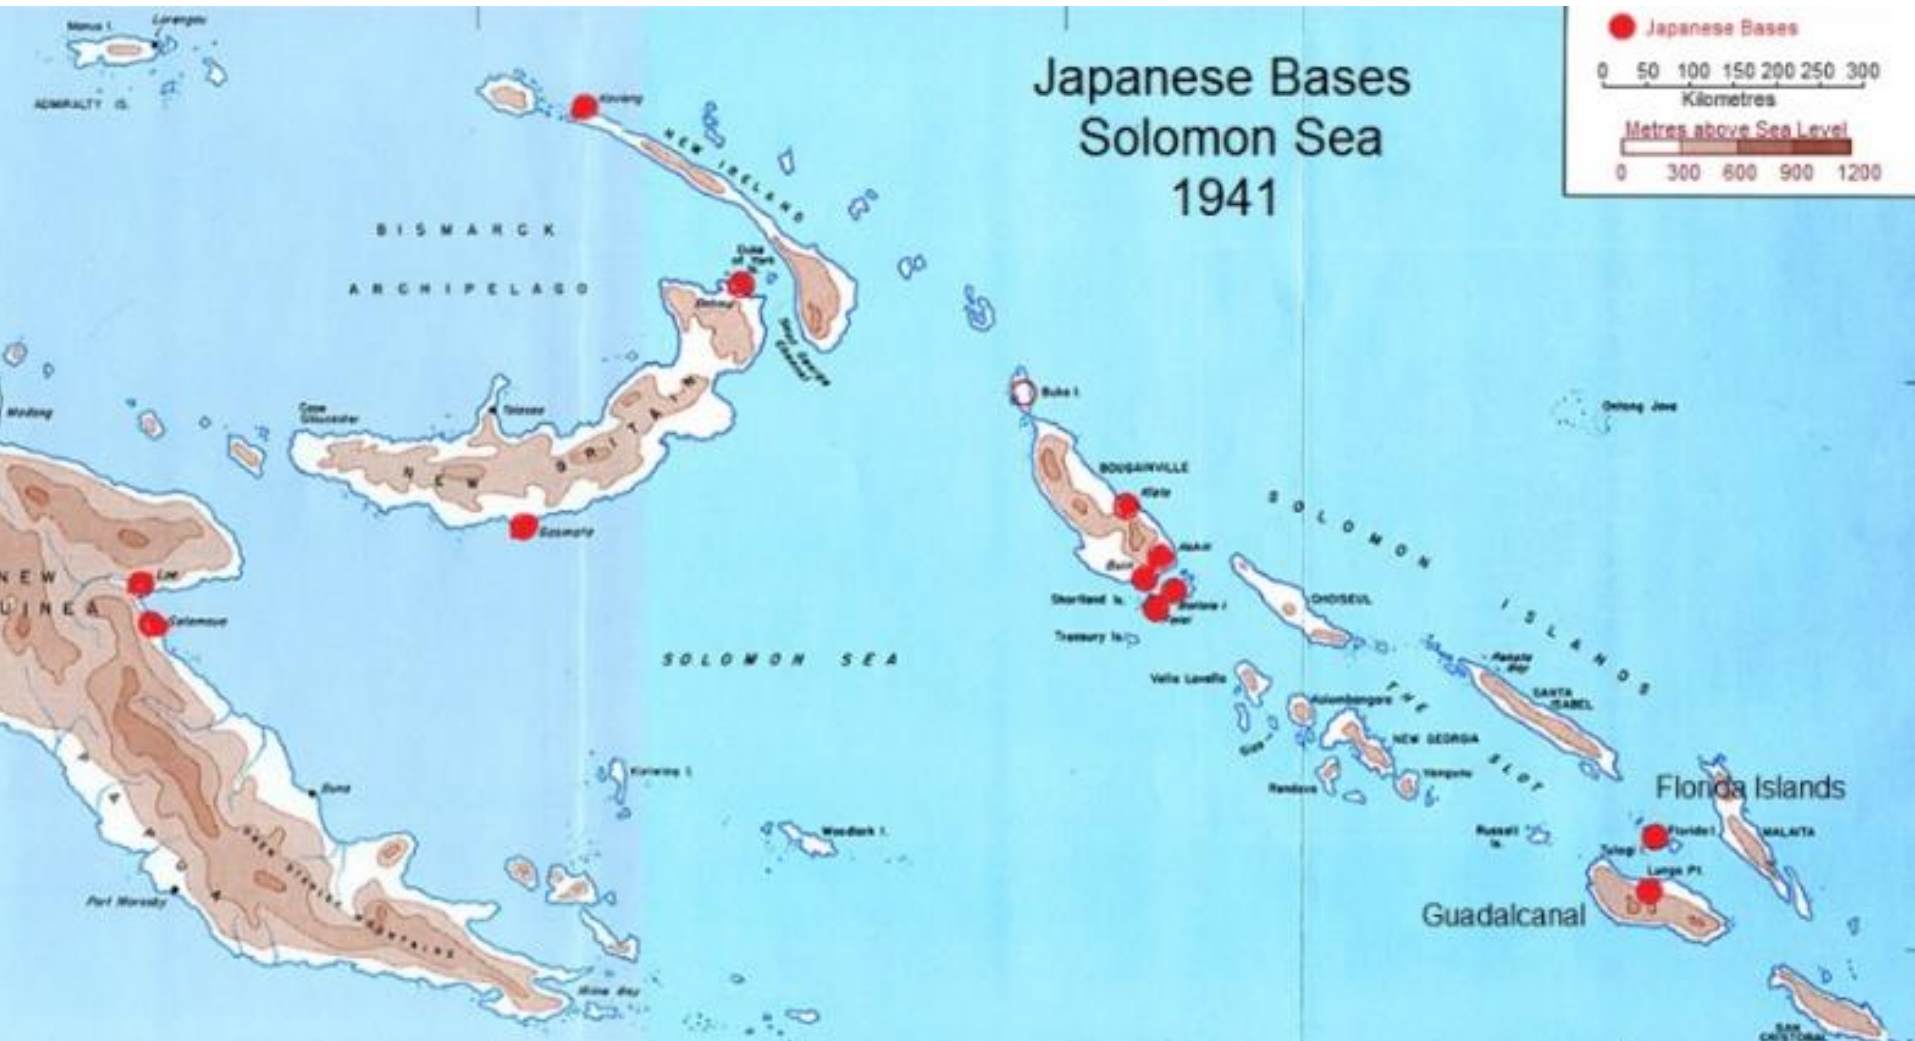 Manus I.
Lorengau
ADMIRALTY IS.
Kavieng
NEW IRELAND
Japanese Bases
Solomon Sea
1941
Japanese Bases
0 50 100 150 200 250 300
Kilometres
Metres above Sea Level
0 300 600 900 1200
BISMARCK
ARCHIPELAGO
Duke
of York
Is.
Saint George
Channel
Madang
Cape
Gloucester
Talasea
NEW BRITAIN
Gasmata
Buka I.
BOUGAINVILLE
Kieta
Buin
Shortland Is.
Treasury Is.
Ontong Java
SOLOMON ISLANDS
CHOISEUL
NEW
UINEA
Lae
Salamaua
SOLOMON SEA
Vella Lavella
Kolombangara
THE SLOT
NEW GEORGIA
Rendova
Vangunu
SANTA
ISABEL
Florida Islands
Florida I.
MALAITA
Russell
Is.
Tulagi
Lunga Pt.
Guadalcanal
PAPUA
Buna
Kiriwina I.
Woodlark I.
OWEN STANLEY MOUNTAINS
Port Moresby
Milne Bay
SAN
CRISTOBAL